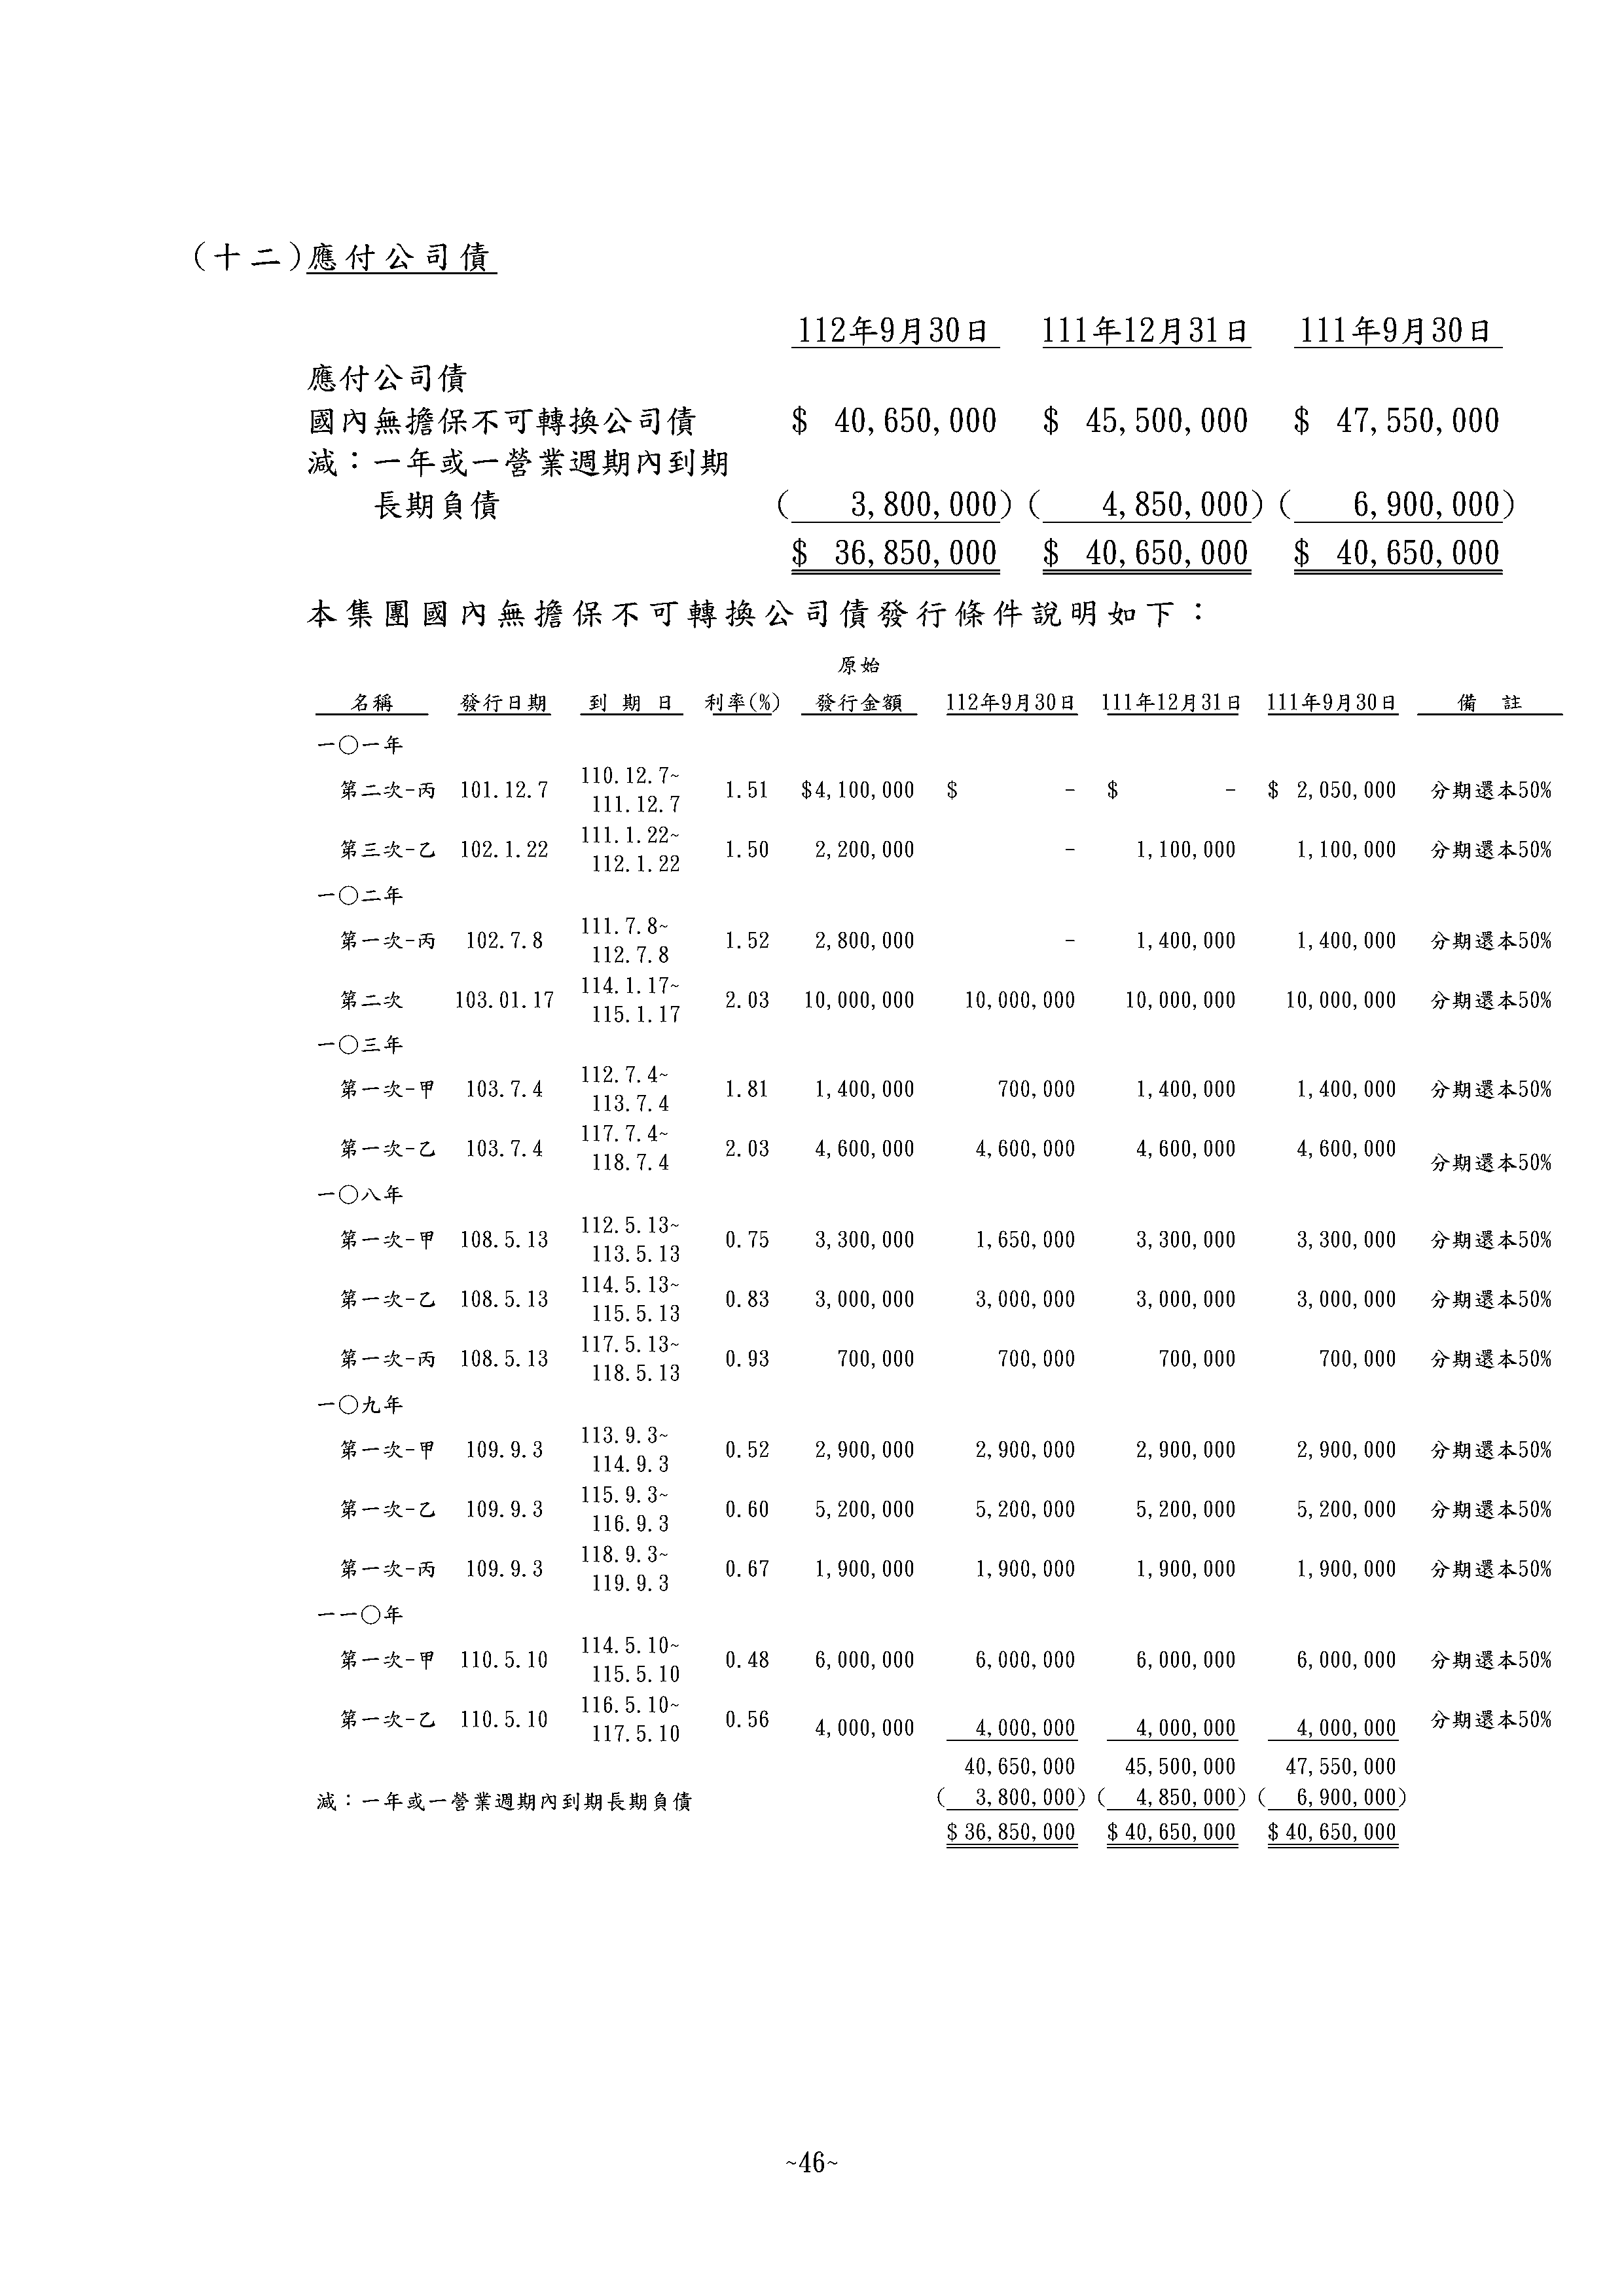 (十二)應付公司債
112年9月30日 111年12月31日 111年9月30日
應付公司債
國內無擔保不可轉換公司債 $ 40,650,000 $ 45,500,000 $ 47,550,000
減：一年或一營業週期內到期
長期負債 ( 3,800,000) ( 4,850,000) ( 6,900,000)
$ 36,850,000 $ 40,650,000 $ 40,650,000
本集團國內無擔保不可轉換公司債發行條件說明如下：
原始
名稱 發行日期 到 期 日 利率(%) 發行金額 112年9月30日 111年12月31日 111年9月30日 備 註
一〇一年
第二次-丙 101.12.7 110.12.7~ 111.12.7 1.51 $4,100,000 $ - $ - $ 2,050,000 分期還本50%
第三次-乙 102.1.22 111.1.22~ 112.1.22 1.50 2,200,000 - 1,100,000 1,100,000 分期還本50%
一〇二年
第一次-丙 102.7.8 111.7.8~ 112.7.8 1.52 2,800,000 - 1,400,000 1,400,000 分期還本50%
第二次 103.01.17 114.1.17~ 115.1.17 2.03 10,000,000 10,000,000 10,000,000 10,000,000 分期還本50%
一〇三年
第一次-甲 103.7.4 112.7.4~ 113.7.4 1.81 1,400,000 700,000 1,400,000 1,400,000 分期還本50%
第一次-乙 103.7.4 117.7.4~ 118.7.4 2.03 4,600,000 4,600,000 4,600,000 4,600,000 分期還本50%
一〇八年
第一次-甲 108.5.13 112.5.13~ 113.5.13 0.75 3,300,000 1,650,000 3,300,000 3,300,000 分期還本50%
第一次-乙 108.5.13 114.5.13~ 115.5.13 0.83 3,000,000 3,000,000 3,000,000 3,000,000 分期還本50%
第一次-丙 108.5.13 117.5.13~ 118.5.13 0.93 700,000 700,000 700,000 700,000 分期還本50%
一〇九年
第一次-甲 109.9.3 113.9.3~ 114.9.3 0.52 2,900,000 2,900,000 2,900,000 2,900,000 分期還本50%
第一次-乙 109.9.3 115.9.3~ 116.9.3 0.60 5,200,000 5,200,000 5,200,000 5,200,000 分期還本50%
第一次-丙 109.9.3 118.9.3~ 119.9.3 0.67 1,900,000 1,900,000 1,900,000 1,900,000 分期還本50%
一一〇年
第一次-甲 110.5.10 114.5.10~ 115.5.10 0.48 6,000,000 6,000,000 6,000,000 6,000,000 分期還本50%
第一次-乙 110.5.10 116.5.10~ 117.5.10 0.56 4,000,000 4,000,000 4,000,000 4,000,000 分期還本50%
40,650,000 45,500,000 47,550,000
減：一年或一營業週期內到期長期負債 ( 3,800,000) ( 4,850,000) ( 6,900,000)
$ 36,850,000 $ 40,650,000 $ 40,650,000
~46~